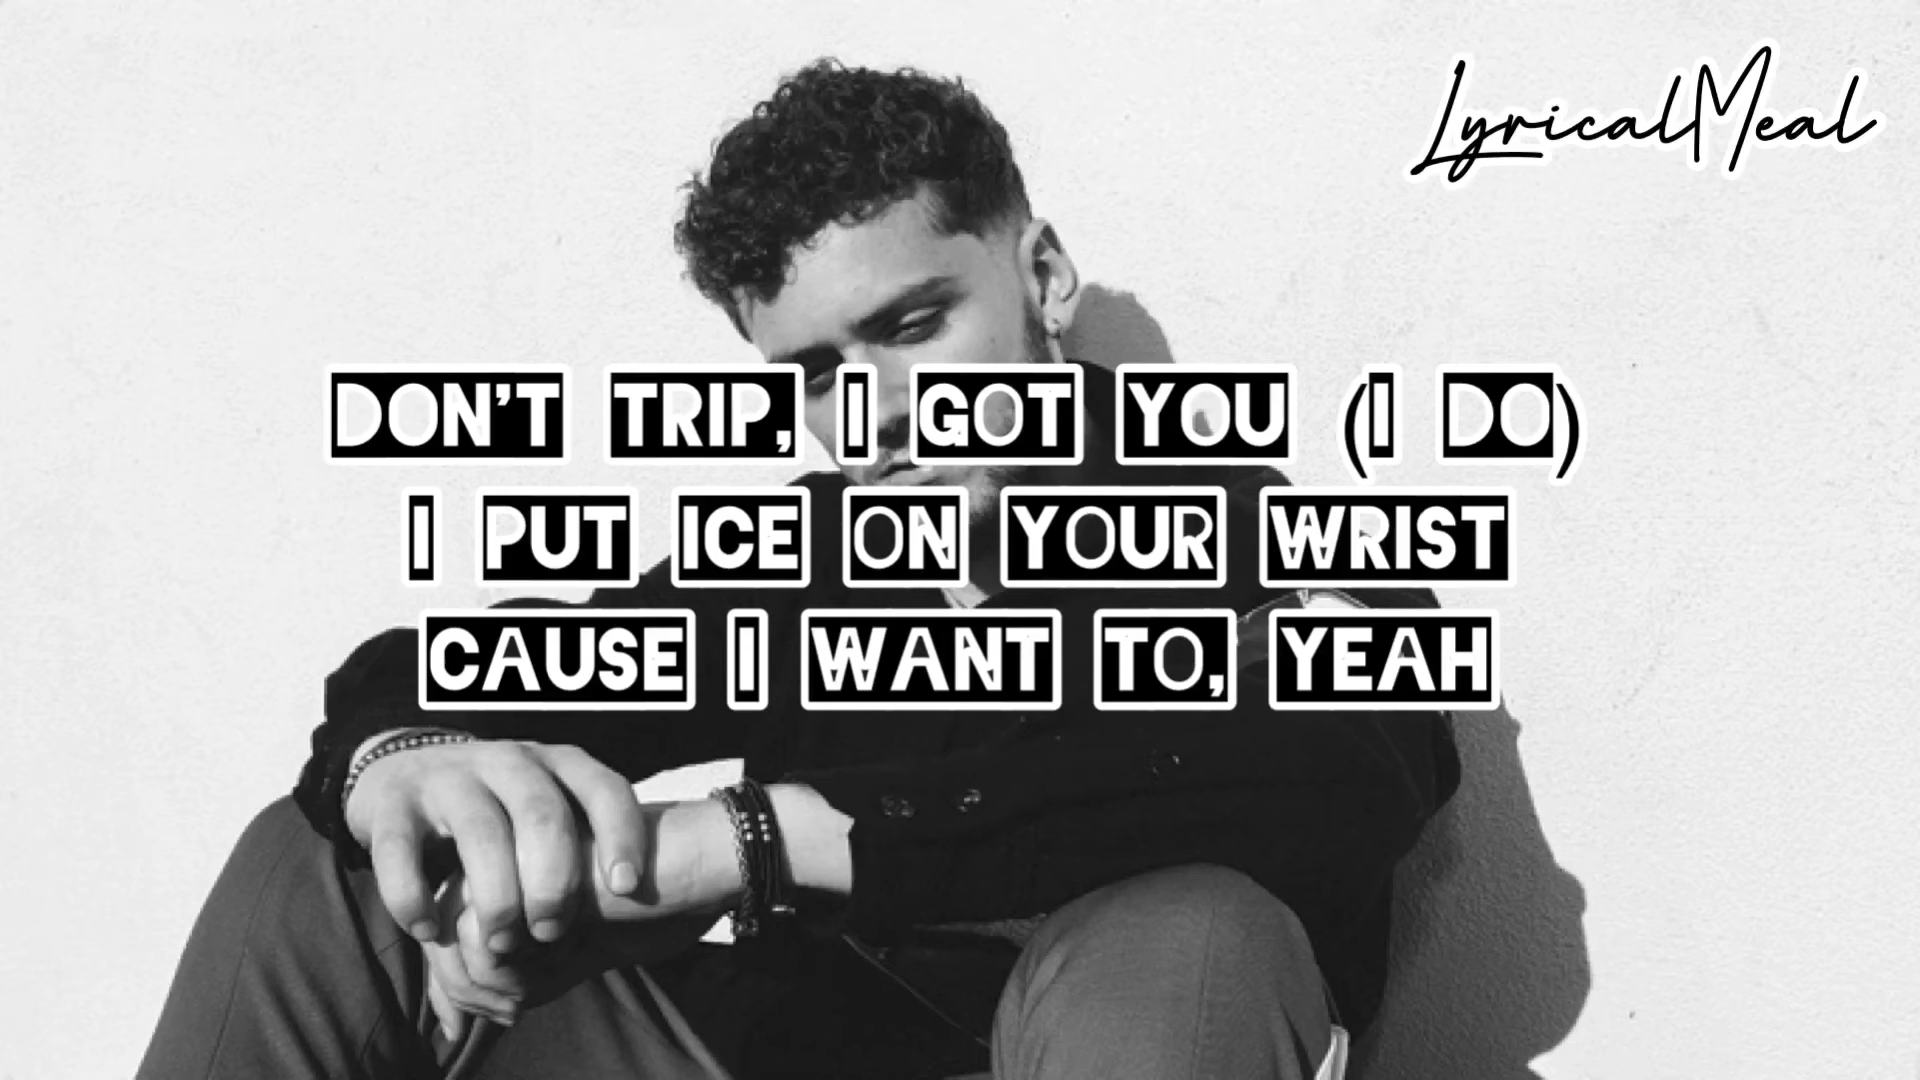 LyricalMeal
DON'T TRIP, I GOT YOU (I DO)
I PUT ICE ON YOUR WRIST
CAUSE I WANT TO, YEAH